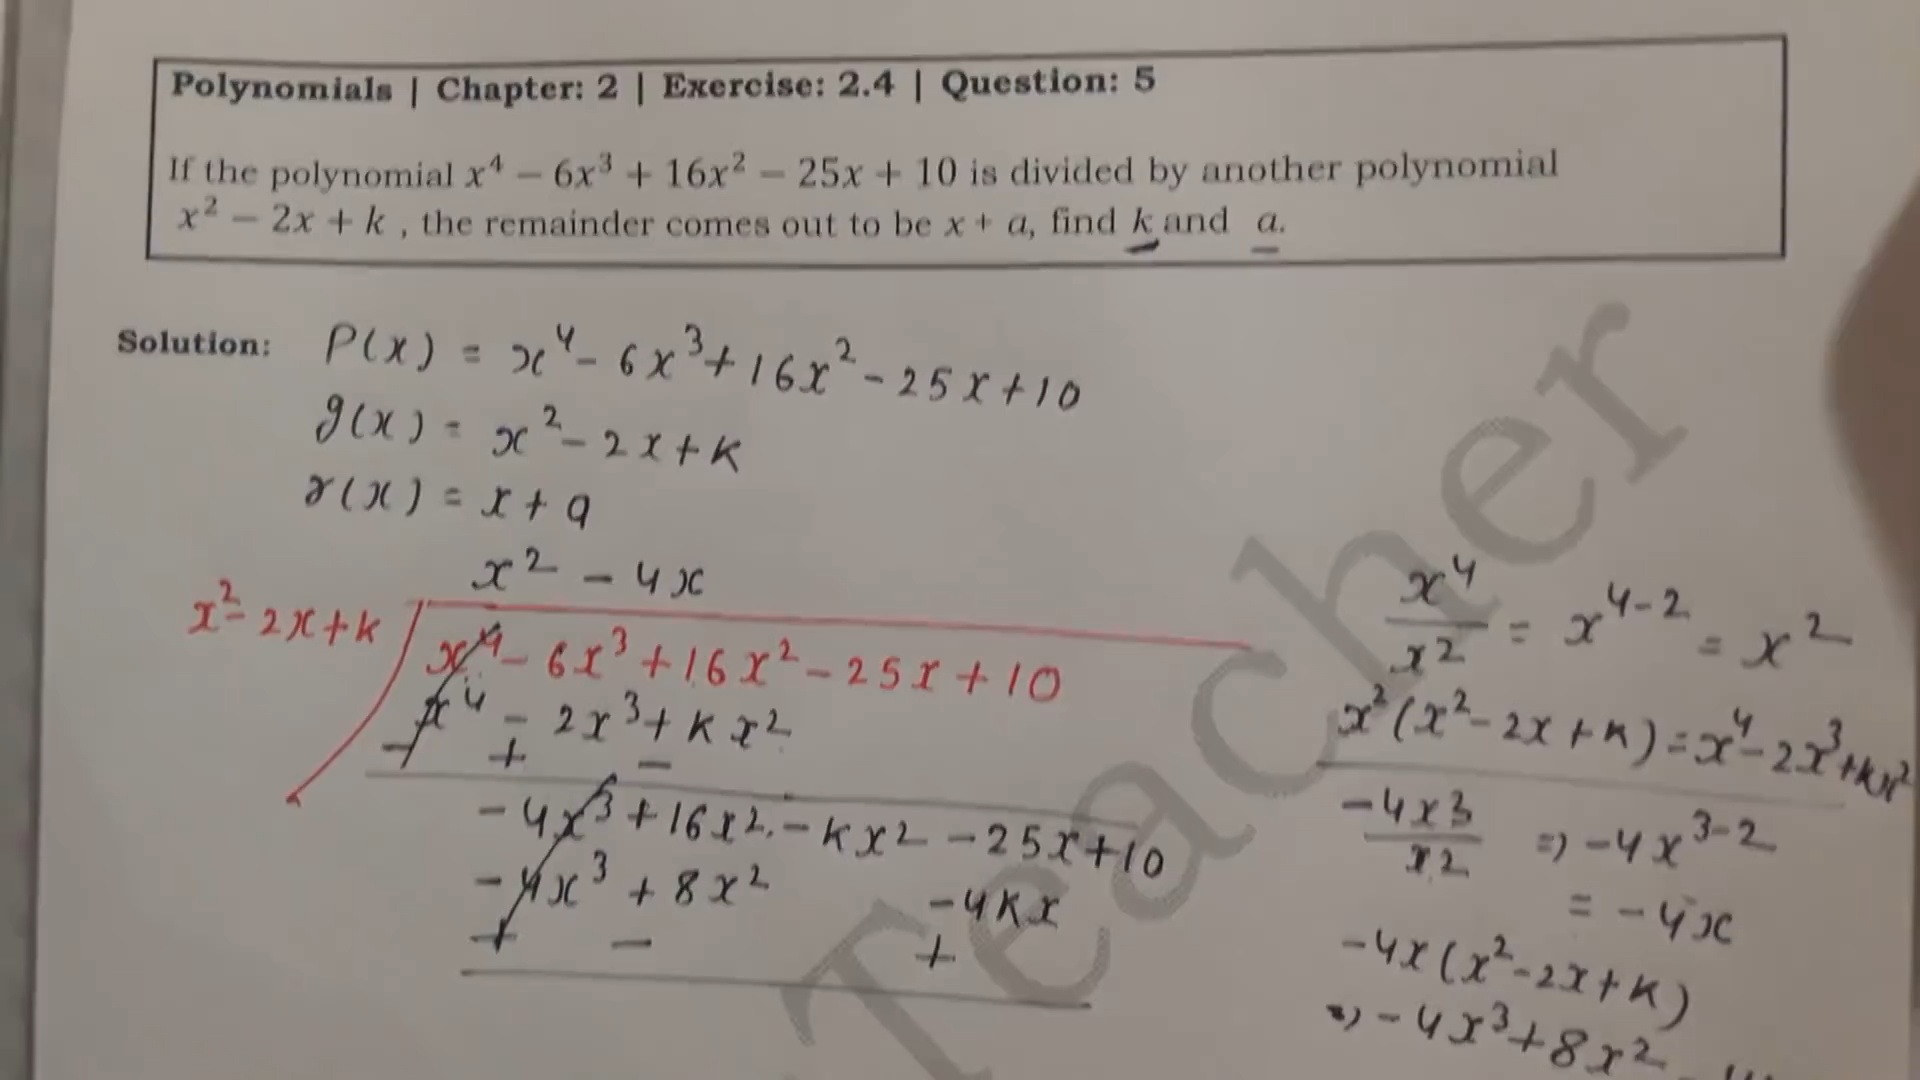 Polynomials | Chapter: 2 | Exercise: 2.4 | Question: 5
If the polynomial x⁴ − 6x³ + 16x² − 25x + 10 is divided by another polynomial
x² − 2x + k , the remainder comes out to be x + a, find k and a.
Solution: P(x) = x⁴ − 6x³ + 16x² − 25x + 10
g(x) = x² − 2x + k
r(x) = x + a
x² − 4x
x² − 2x + k
x⁴ − 6x³ + 16x² − 25x + 10
x⁴ − 2x³ + kx²
− + −
− 4x³ + 16x² − kx² − 25x + 10
− 4x³ + 8x² − 4kx
+ − +
x⁴/x² = x⁴⁻² = x²
x²(x² − 2x + k) = x⁴ − 2x³ + kx²
−4x³/x² ⇒ −4x³⁻²
= −4x
−4x(x² − 2x + k)
⇒ −4x³ + 8x² −
Teacher